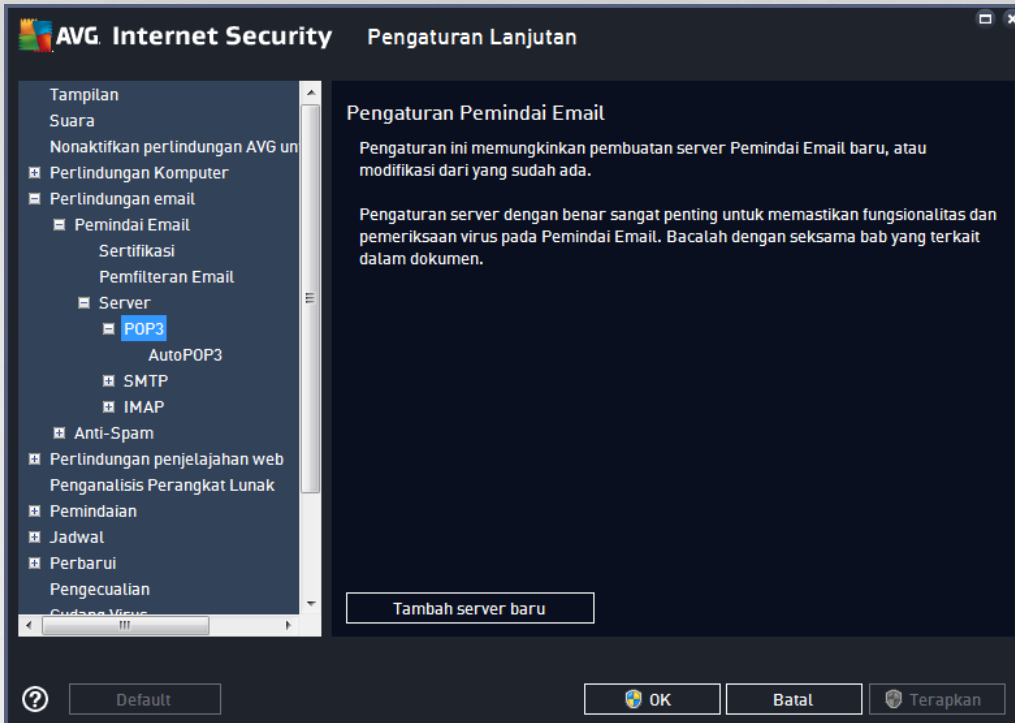 AVG Internet Security Pengaturan Lanjutan
Tampilan
Suara
Nonaktifkan perlindungan AVG un
Perlindungan Komputer
Perlindungan email
Pemindai Email
Sertifikasi
Pemfilteran Email
Server
POP3
AutoPOP3
SMTP
IMAP
Anti-Spam
Perlindungan penjelajahan web
Penganalisis Perangkat Lunak
Pemindaian
Jadwal
Perbarui
Pengecualian
Gudang Virus
Pengaturan Pemindai Email
Pengaturan ini memungkinkan pembuatan server Pemindai Email baru, atau
modifikasi dari yang sudah ada.
Pengaturan server dengan benar sangat penting untuk memastikan fungsionalitas dan
pemeriksaan virus pada Pemindai Email. Bacalah dengan seksama bab yang terkait
dalam dokumen.
Tambah server baru
Default
OK
Batal
Terapkan